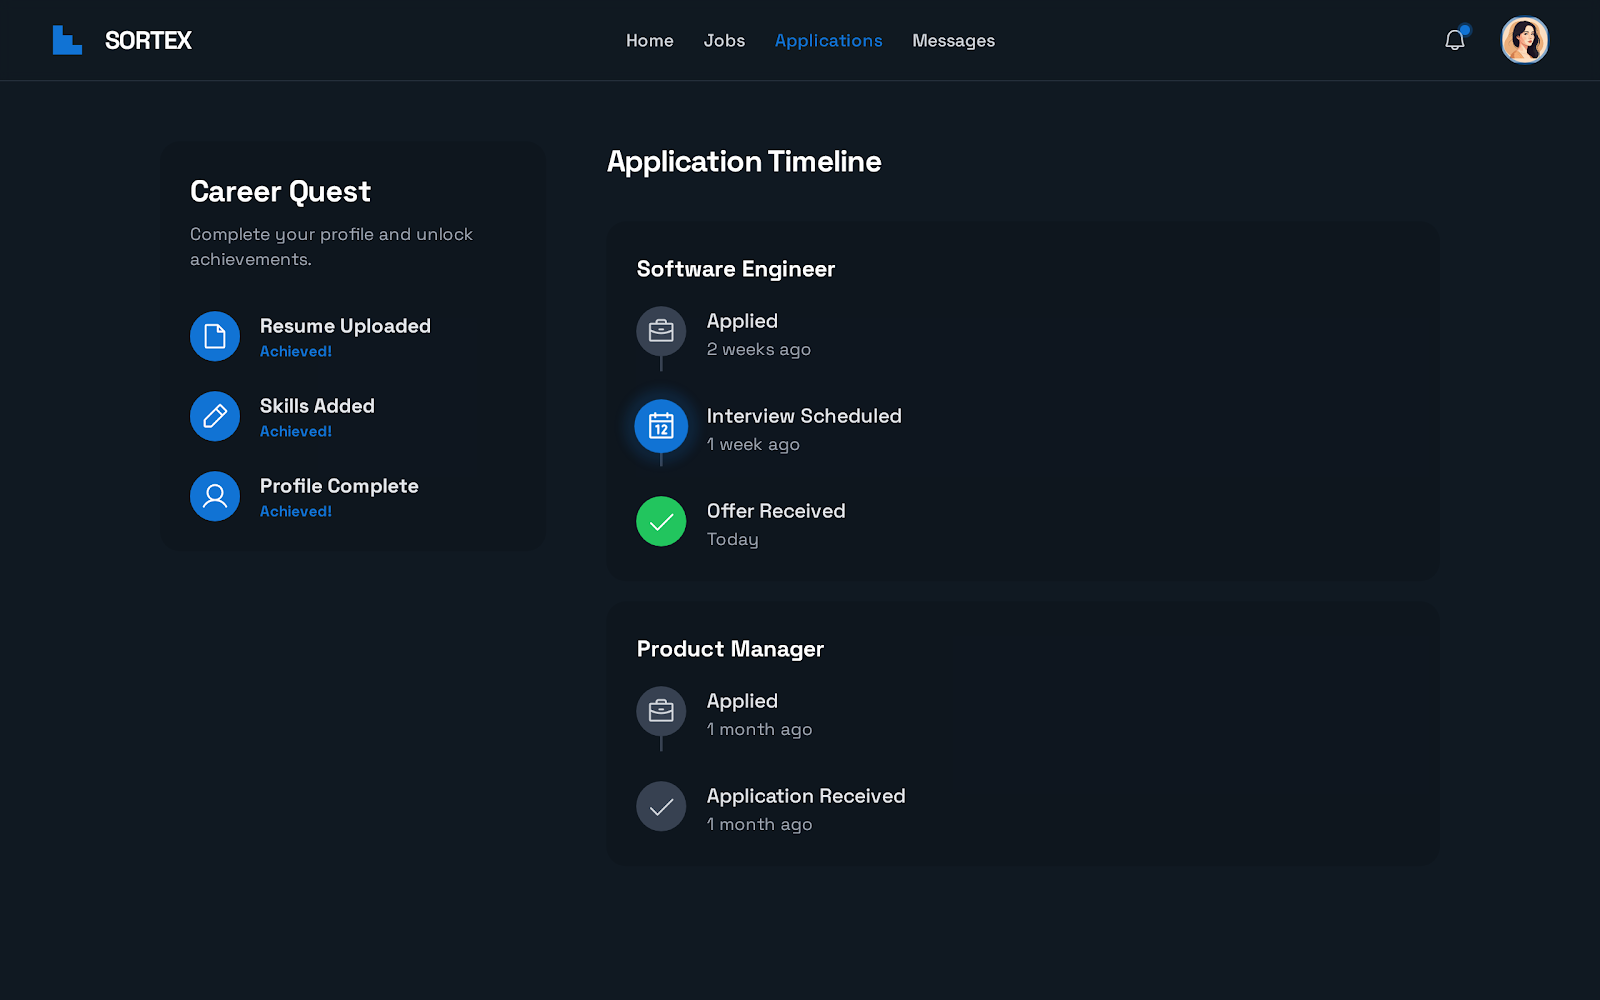 SORTEX
Home
Jobs
Applications
Messages
Career Quest
Complete your profile and unlock
achievements.
Resume Uploaded
Achieved!
Skills Added
Achieved!
Profile Complete
Achieved!
Application Timeline
Software Engineer
Applied
2 weeks ago
12
Interview Scheduled
1 week ago
Offer Received
Today
Product Manager
Applied
1 month ago
Application Received
1 month ago